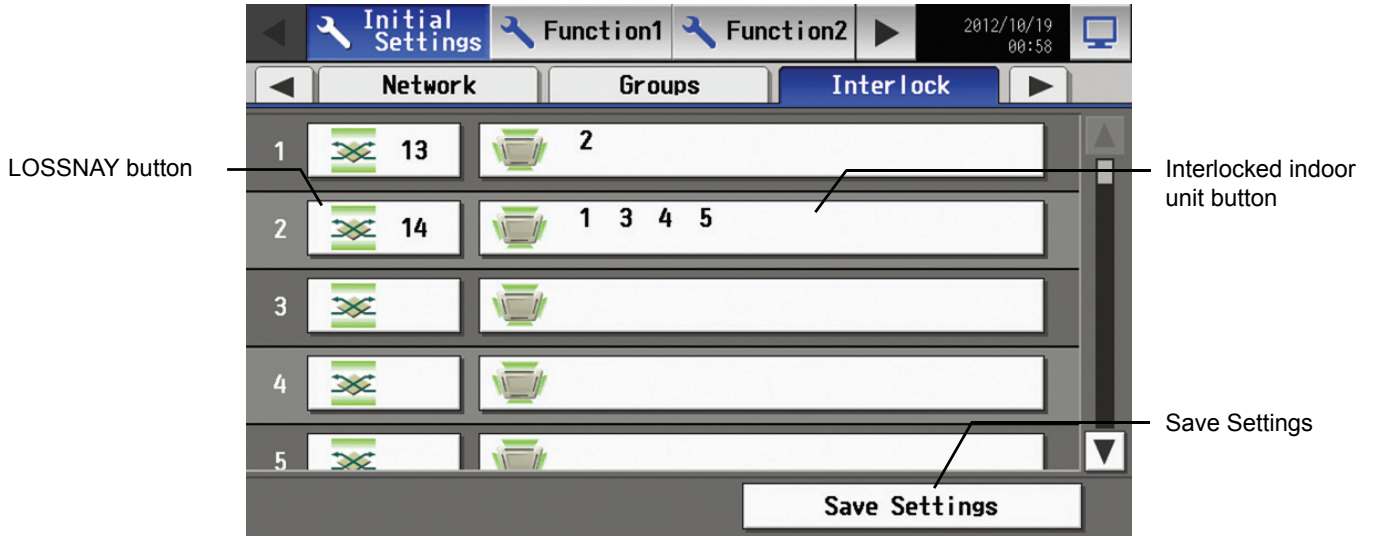 Initial
Settings
Function1
Function2
2012/10/19
00:58
Network
Groups
Interlock
1 13 2
2 14 1 3 4 5
3
4
5
Save Settings
LOSSNAY button
Interlocked indoor
unit button
Save Settings